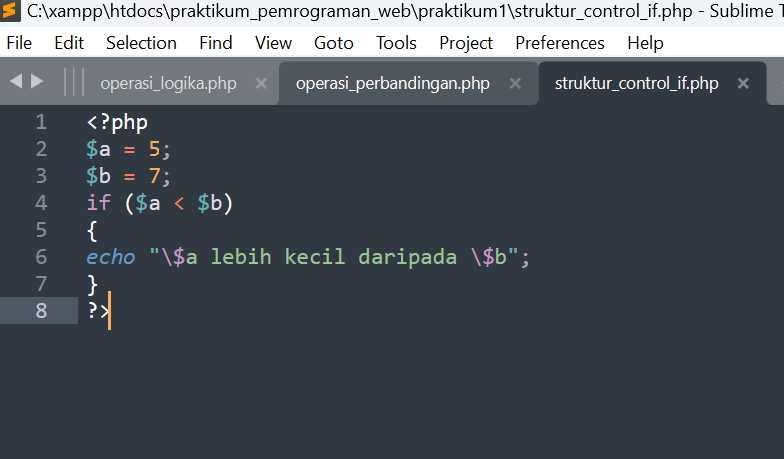 C:\xampp\htdocs\praktikum_pemrograman_web\praktikum1\struktur_control_if.php - Sublime T
File Edit Selection Find View Goto Tools Project Preferences Help
operasi_logika.php × operasi_perbandingan.php × struktur_control_if.php ×
1 <?php
2 $a = 5;
3 $b = 7;
4 if ($a < $b)
5 {
6 echo "\$a lebih kecil daripada \$b";
7 }
8 ?>